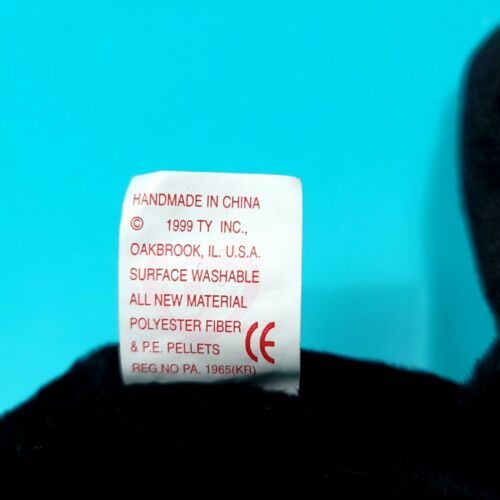 HANDMADE IN CHINA
© 1999 TY INC.,
OAKBROOK, IL. U.S.A.
SURFACE WASHABLE
ALL NEW MATERIAL
POLYESTER FIBER
& P.E. PELLETS CE
REG.NO PA. 1965(KR)